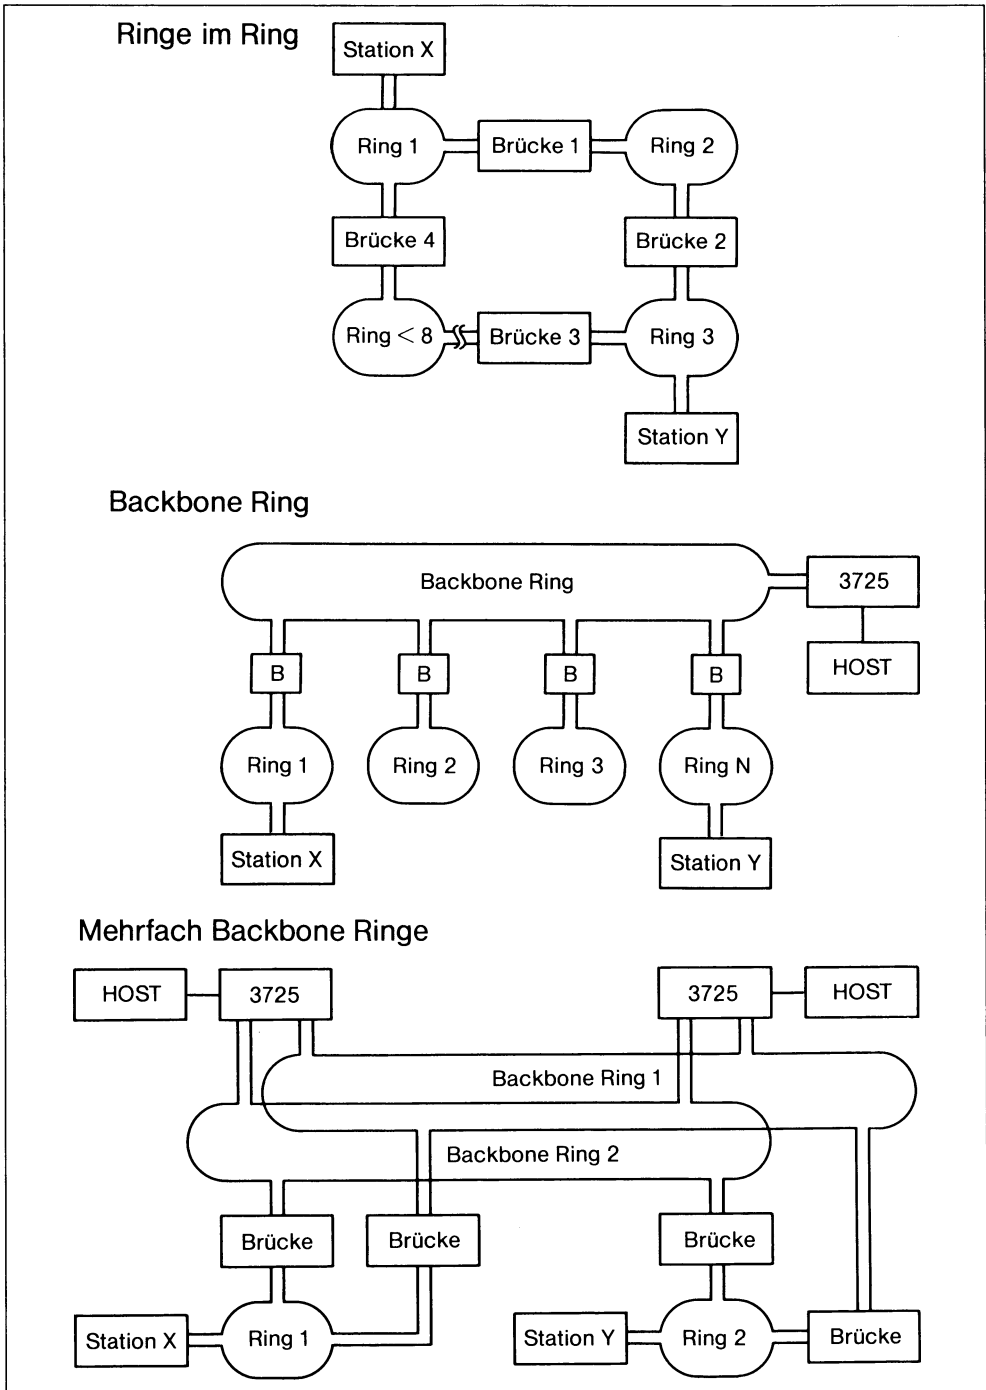 Ringe im Ring
Station X
Ring 1
Brücke 1
Ring 2
Brücke 4
Brücke 2
Ring < 8
Brücke 3
Ring 3
Station Y
Backbone Ring
Backbone Ring
3725
HOST
B
B
B
B
Ring 1
Ring 2
Ring 3
Ring N
Station X
Station Y
Mehrfach Backbone Ringe
HOST
3725
3725
HOST
Backbone Ring 1
Backbone Ring 2
Brücke
Brücke
Brücke
Station X
Ring 1
Station Y
Ring 2
Brücke